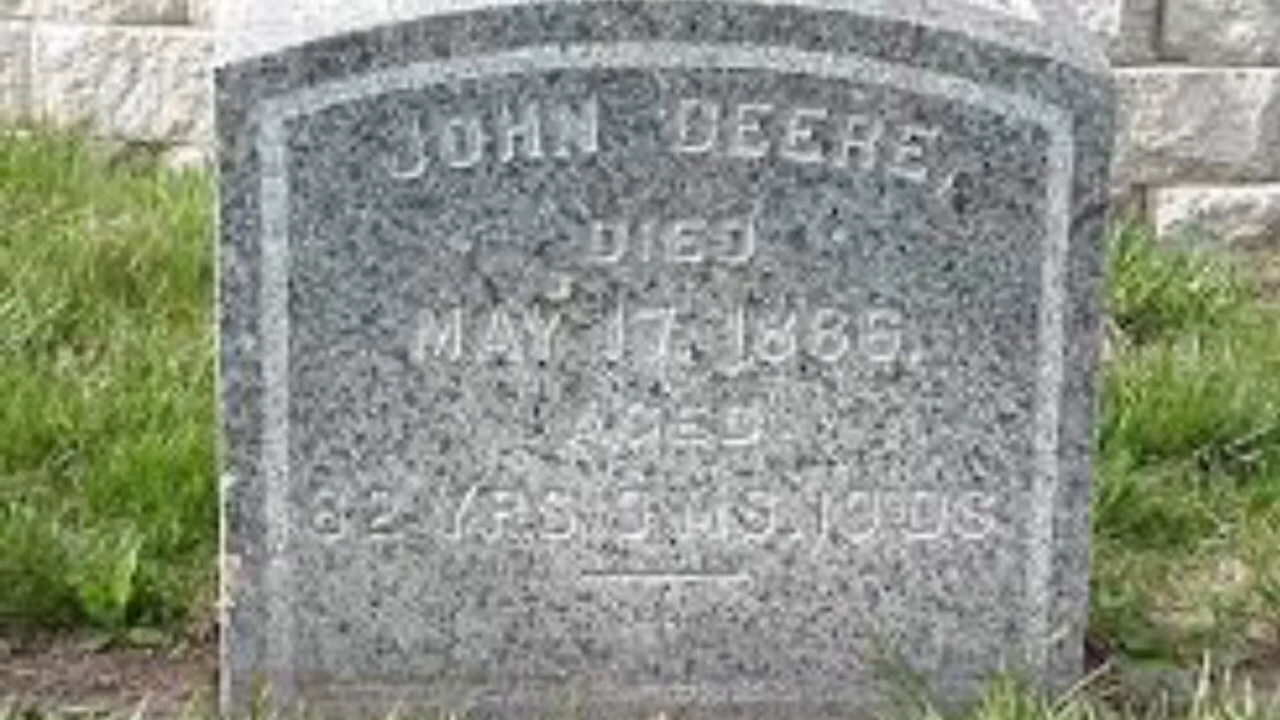 JOHN DEERE,
DIED
MAY 17, 1886.
AGED
82 YRS. 3 MS. 10 DS